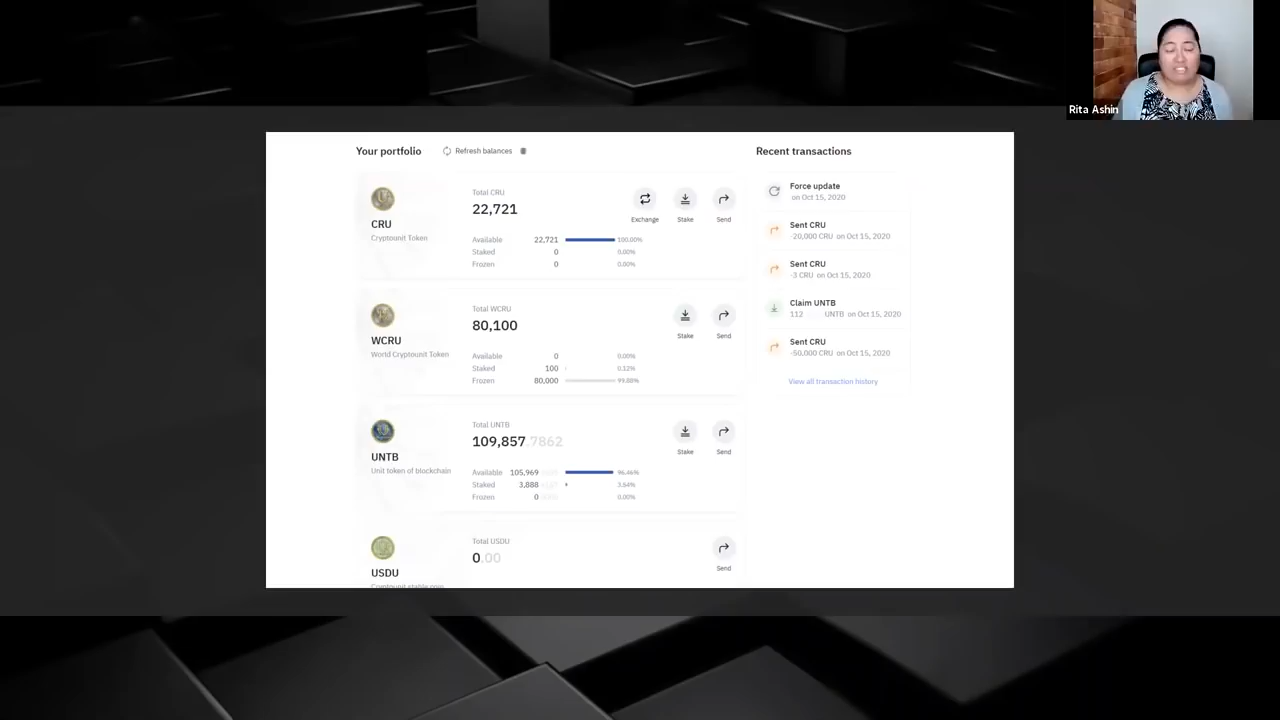 Rita Ashin
Your portfolio
Refresh balances
Recent transactions
CRU
Cryptounit Token
Total CRU
22,721
Exchange
Stake
Send
Available 22,721 100.00%
Staked 0 0.00%
Frozen 0 0.00%
WCRU
World Cryptounit Token
Total WCRU
80,100
Stake
Send
Available 0 0.00%
Staked 100 0.12%
Frozen 80,000 99.88%
UNTB
Unit token of blockchain
Total UNTB
109,857.7862
Stake
Send
Available 105,969 96.46%
Staked 3,888 3.54%
Frozen 0 0.00%
USDU
Cryptounit stable coin
Total USDU
0.00
Send
Force update
on Oct 15, 2020
Sent CRU
-20,000 CRU on Oct 15, 2020
Sent CRU
-3 CRU on Oct 15, 2020
Claim UNTB
112 UNTB on Oct 15, 2020
Sent CRU
-50,000 CRU on Oct 15, 2020
View all transaction history